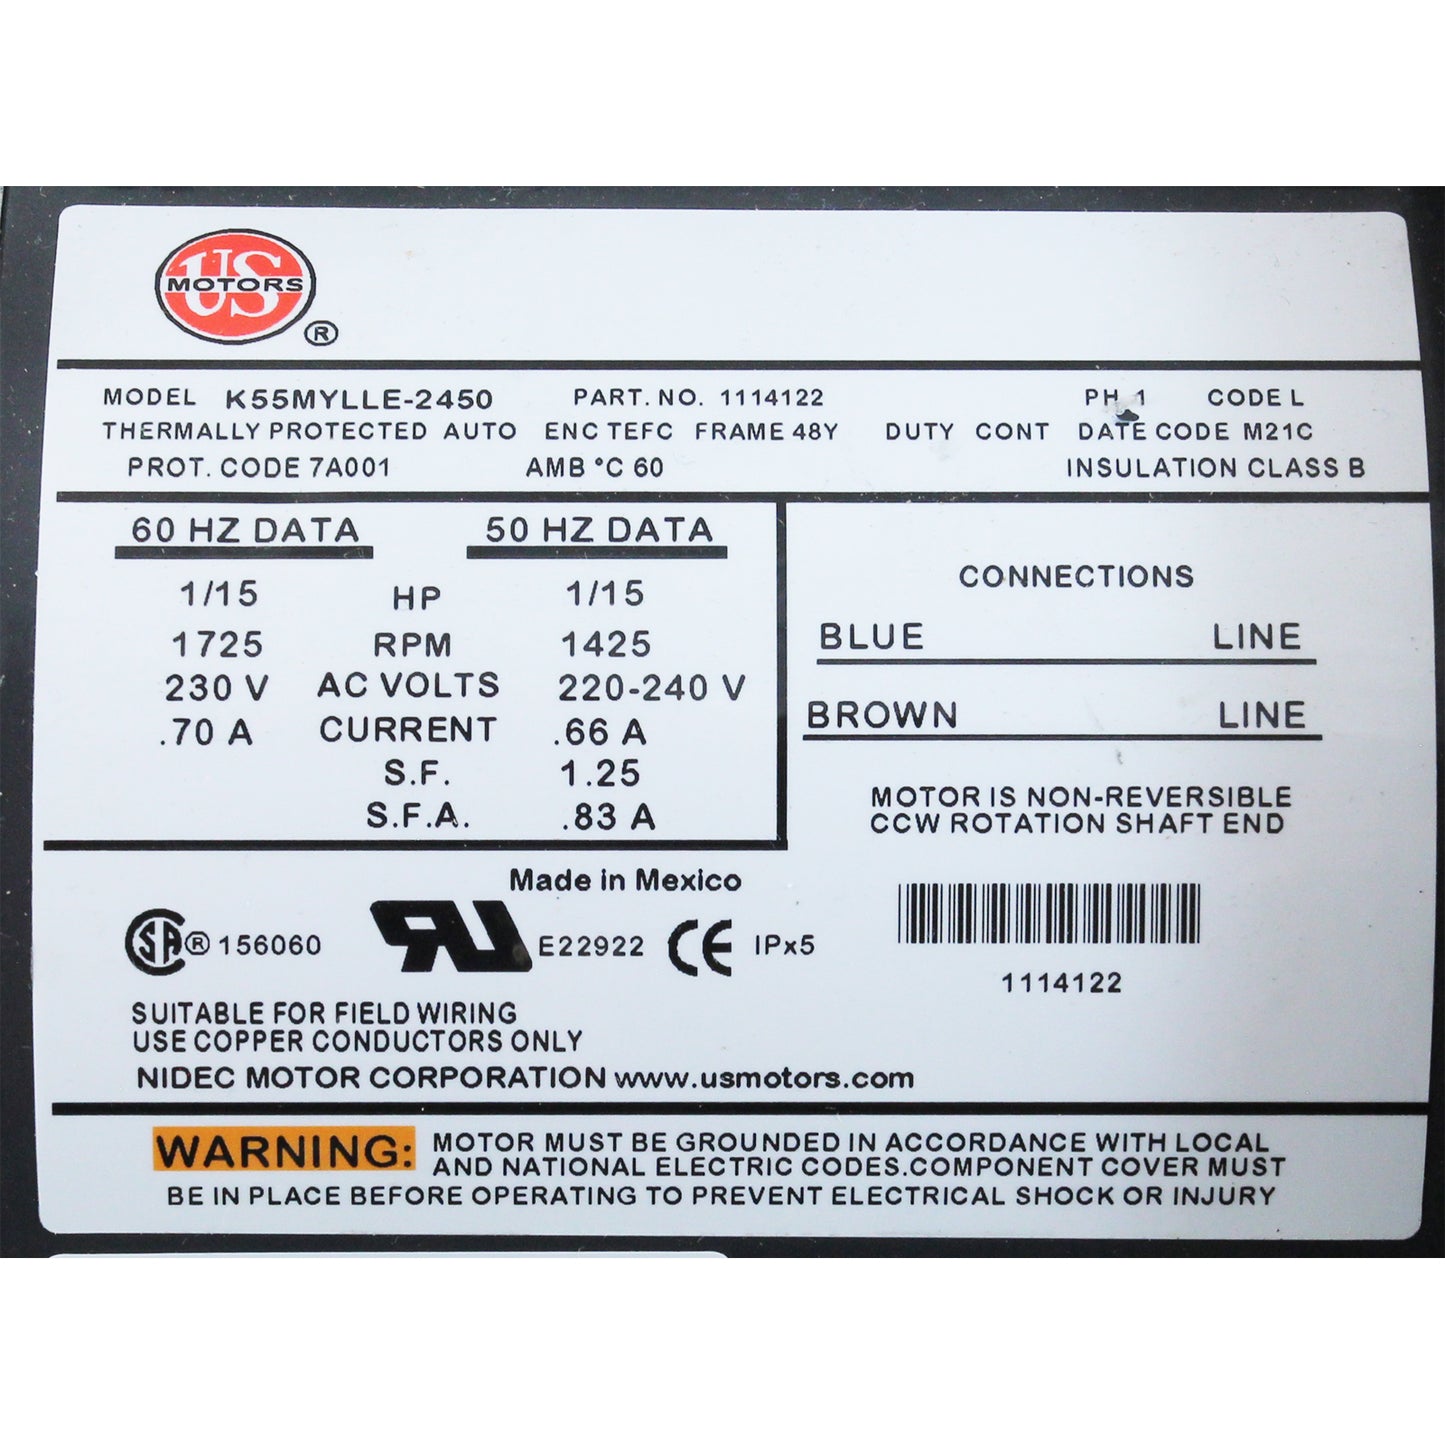 US
MOTORS
®
MODEL K55MYLLE-2450 PART. NO. 1114122 PH 1 CODE L
THERMALLY PROTECTED AUTO ENC TEFC FRAME 48Y DUTY CONT DATE CODE M21C
PROT. CODE 7A001 AMB °C 60 INSULATION CLASS B
60 HZ DATA 50 HZ DATA
1/15 HP 1/15
1725 RPM 1425
230 V AC VOLTS 220-240 V
.70 A CURRENT .66 A
S.F. 1.25
S.F.A. .83 A
CONNECTIONS
BLUE LINE
BROWN LINE
MOTOR IS NON-REVERSIBLE
CCW ROTATION SHAFT END
1114122
Made in Mexico
SA ® 156060 RU E22922 CE IPx5
SUITABLE FOR FIELD WIRING
USE COPPER CONDUCTORS ONLY
NIDEC MOTOR CORPORATION www.usmotors.com
WARNING: MOTOR MUST BE GROUNDED IN ACCORDANCE WITH LOCAL
AND NATIONAL ELECTRIC CODES.COMPONENT COVER MUST
BE IN PLACE BEFORE OPERATING TO PREVENT ELECTRICAL SHOCK OR INJURY